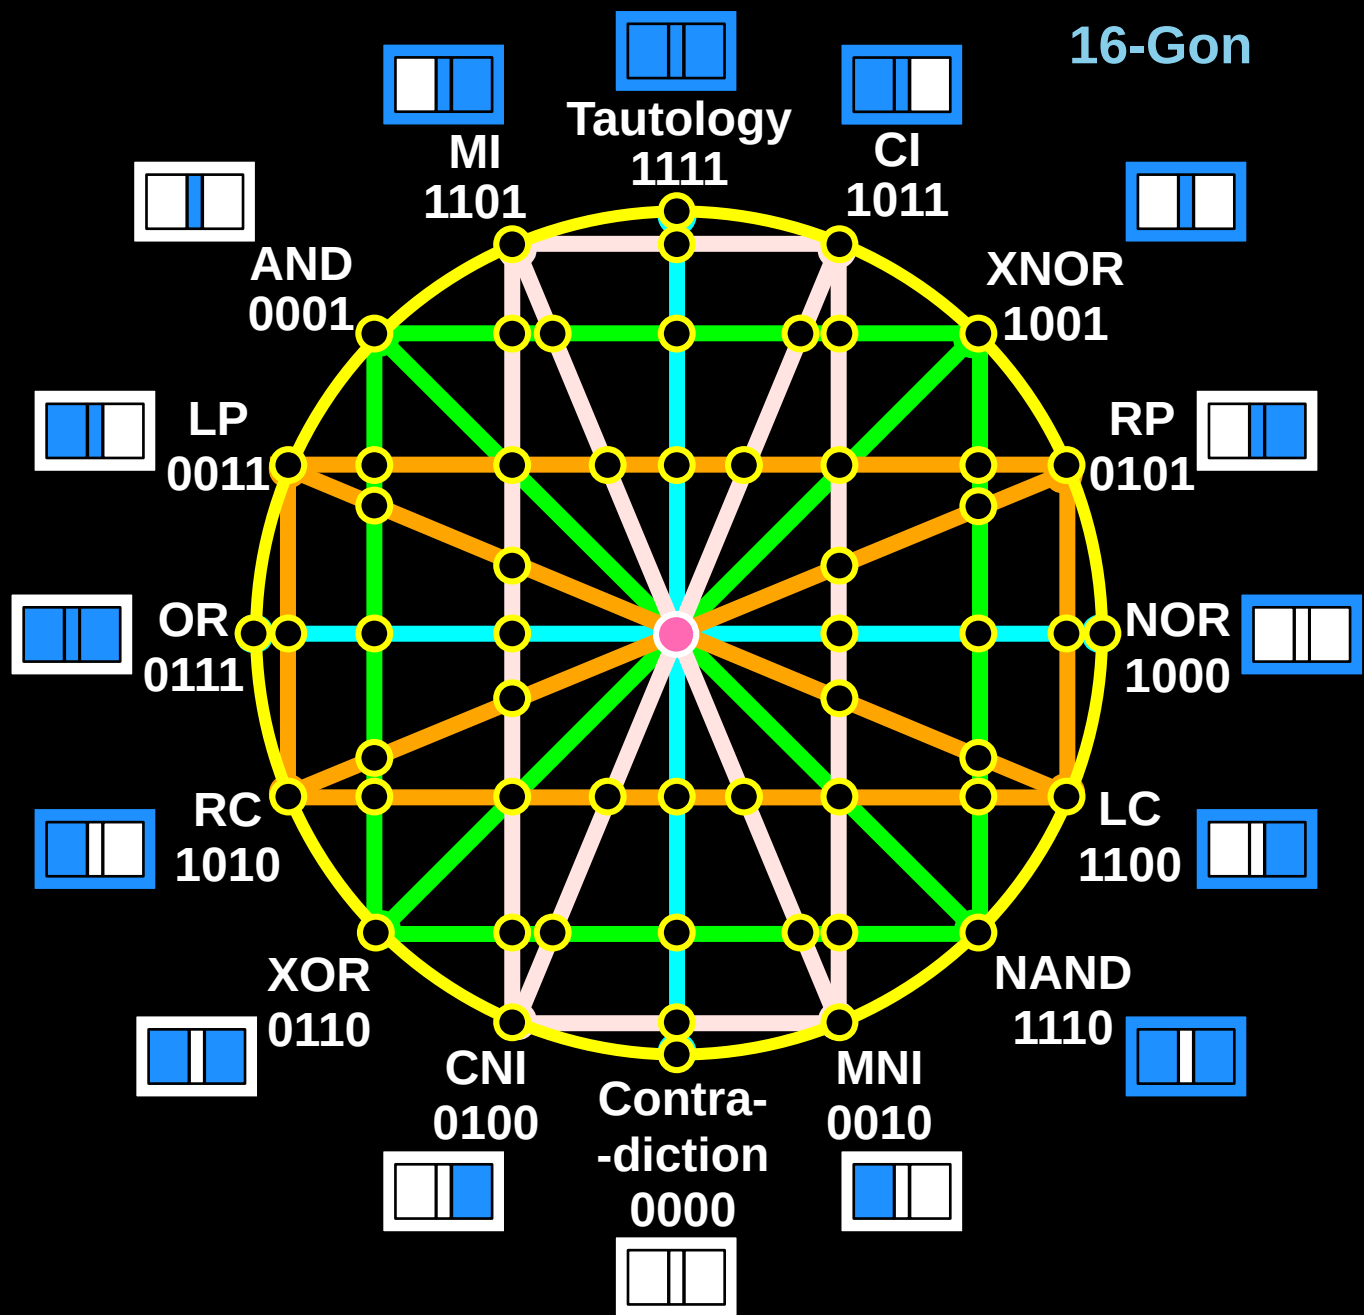 16-Gon
Tautology
1111
MI
1101
CI
1011
AND
0001
XNOR
1001
LP
0011
RP
0101
OR
0111
NOR
1000
RC
1010
LC
1100
XOR
0110
NAND
1110
CNI
0100
MNI
0010
Contra-
-diction
0000